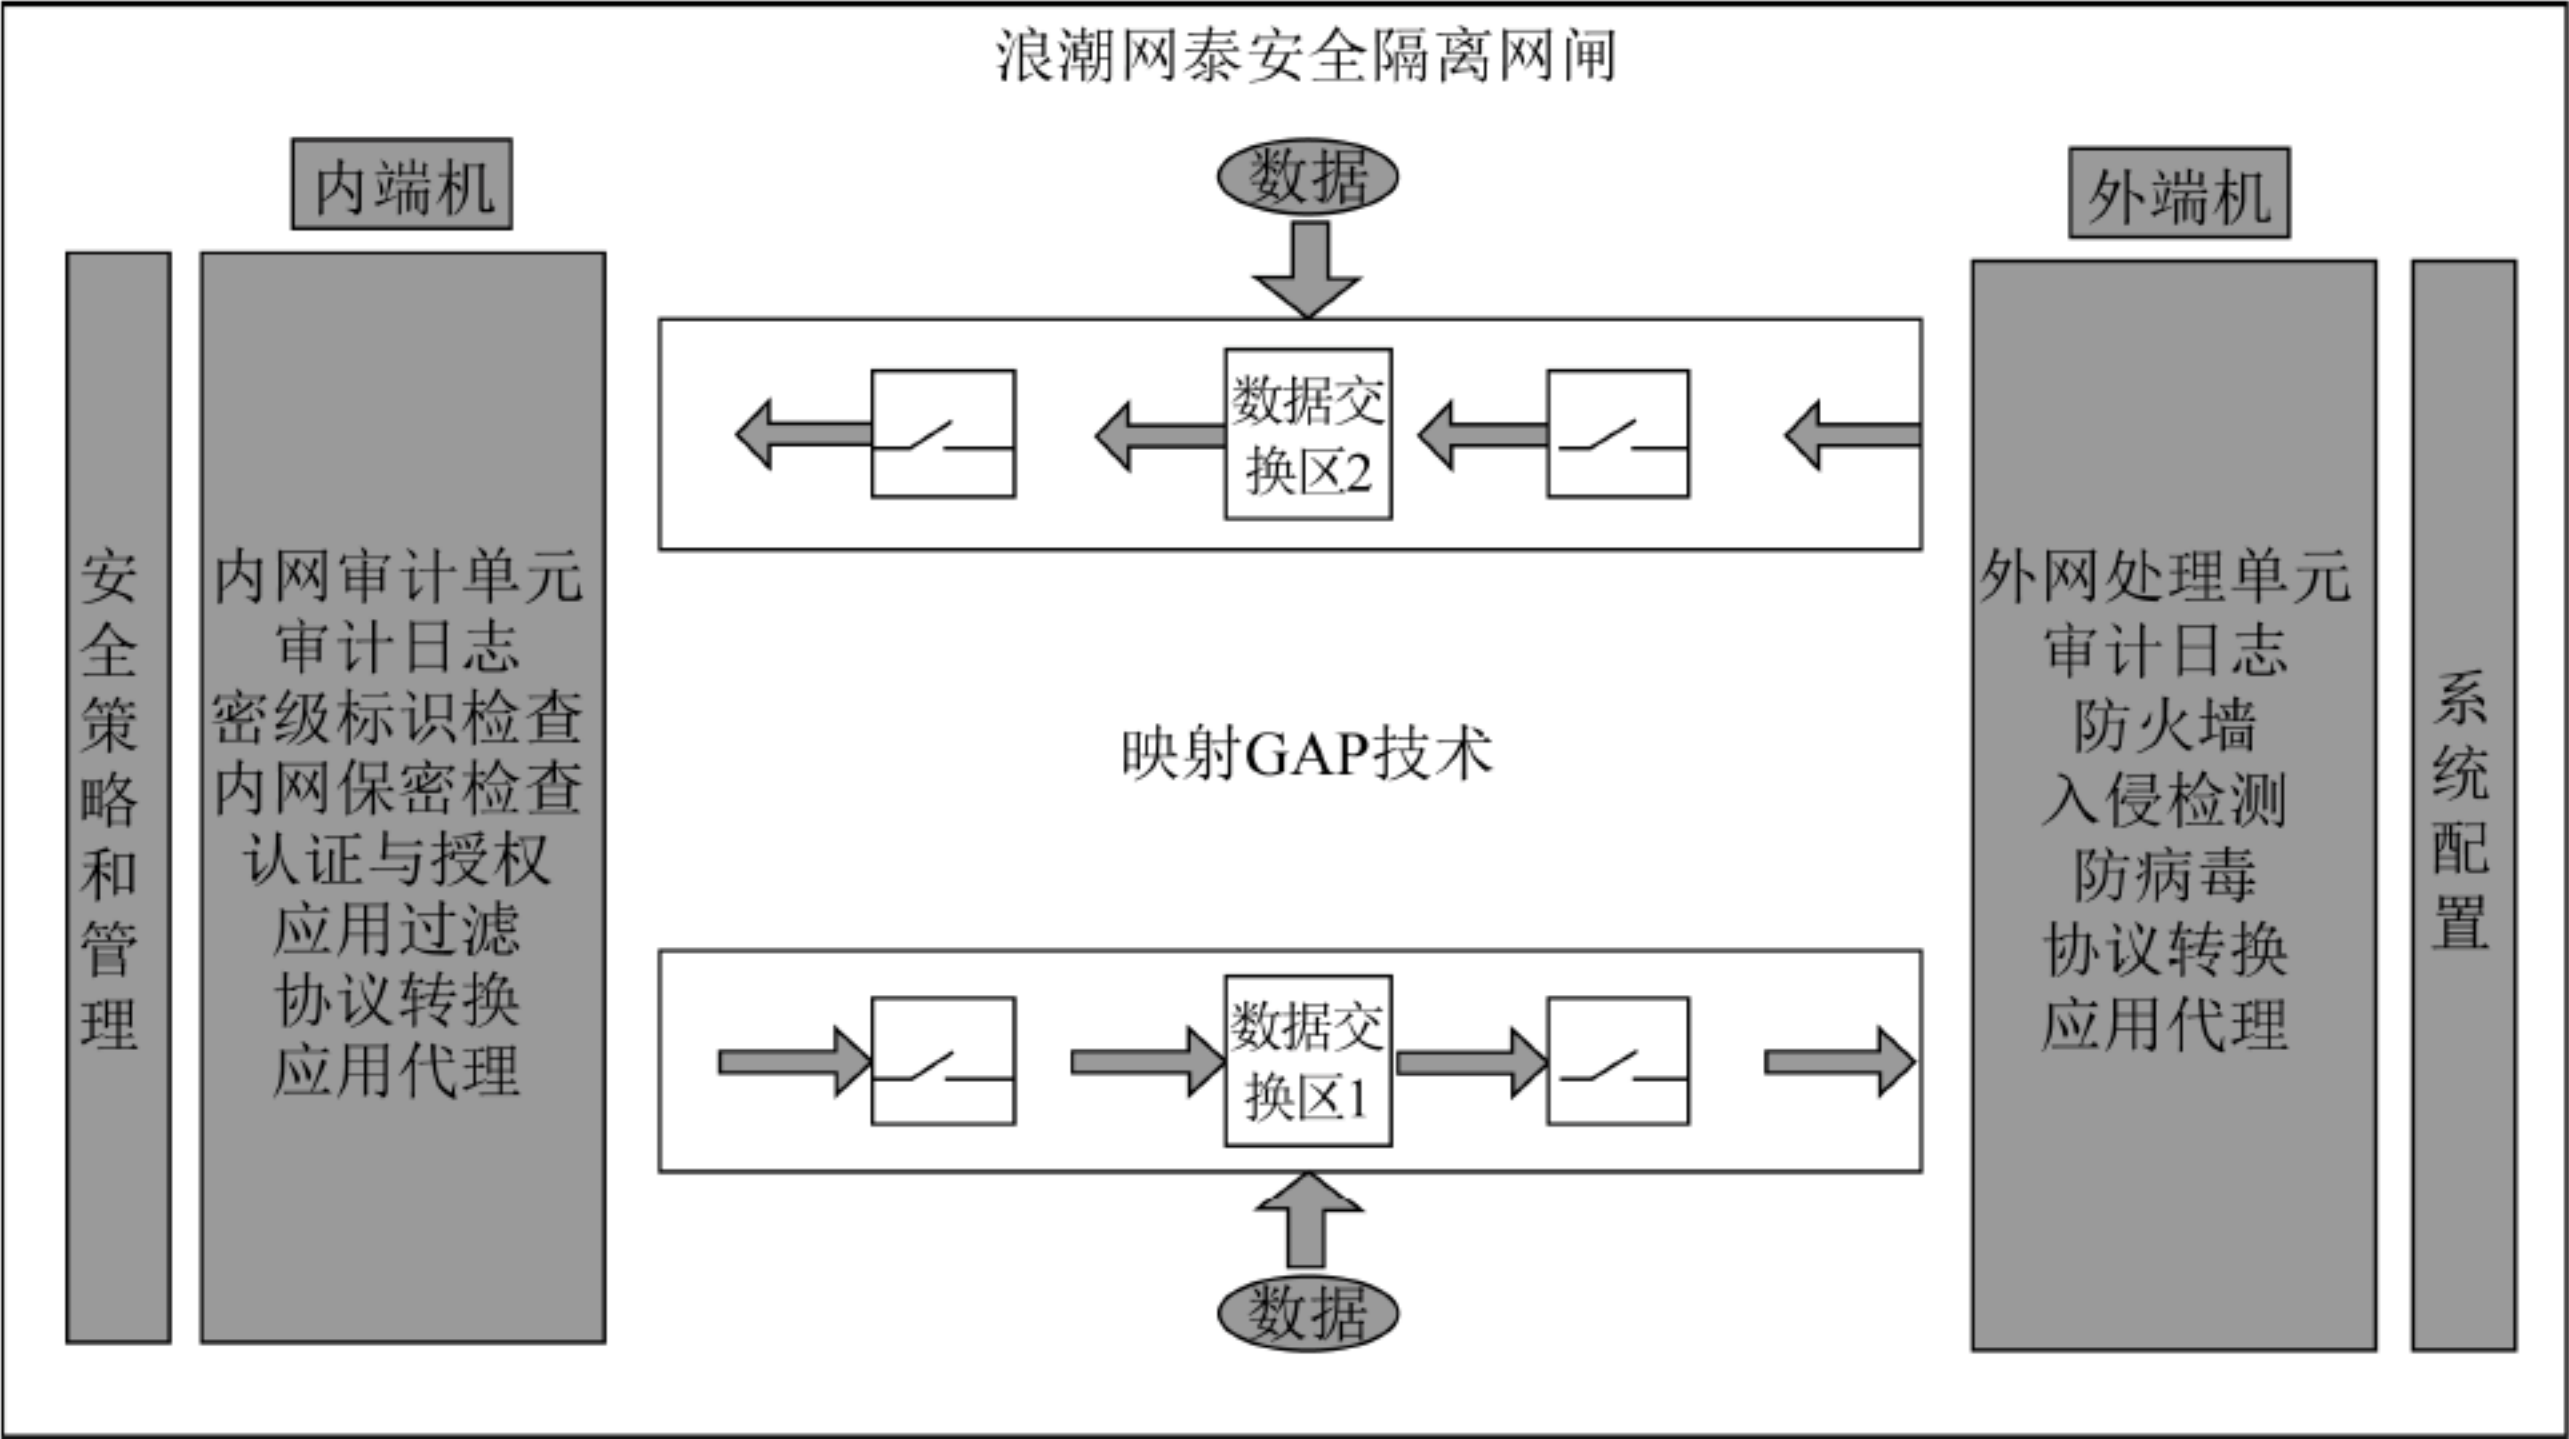 浪潮网泰安全隔离网闸
内端机
数据
外端机
安
全
策
略
和
管
理
内网审计单元
审计日志
密级标识检查
内网保密检查
认证与授权
应用过滤
协议转换
应用代理
数据交
换区2
映射GAP技术
数据交
换区1
数据
外网处理单元
审计日志
防火墙
入侵检测
防病毒
协议转换
应用代理
系
统
配
置